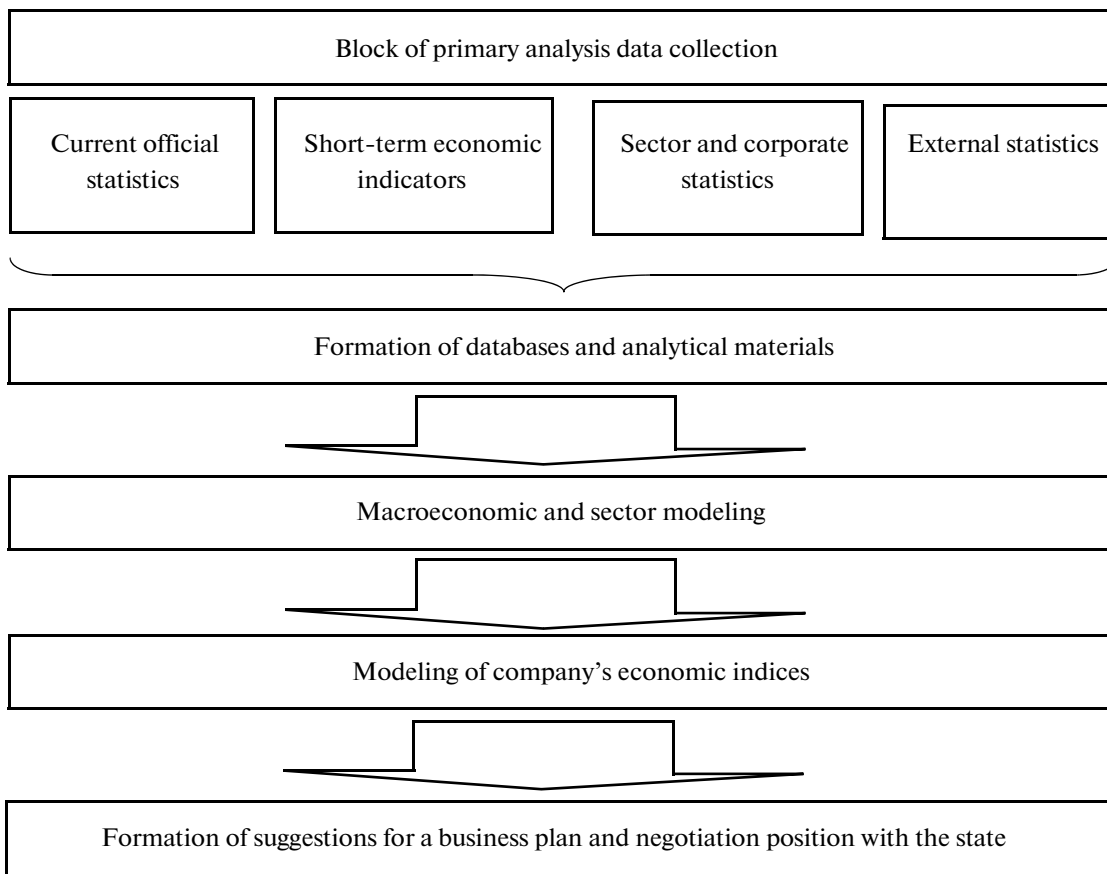 Block of primary analysis data collection
Current official
statistics
Short-term economic
indicators
Sector and corporate
statistics
External statistics
Formation of databases and analytical materials
Macroeconomic and sector modeling
Modeling of company’s economic indices
Formation of suggestions for a business plan and negotiation position with the state